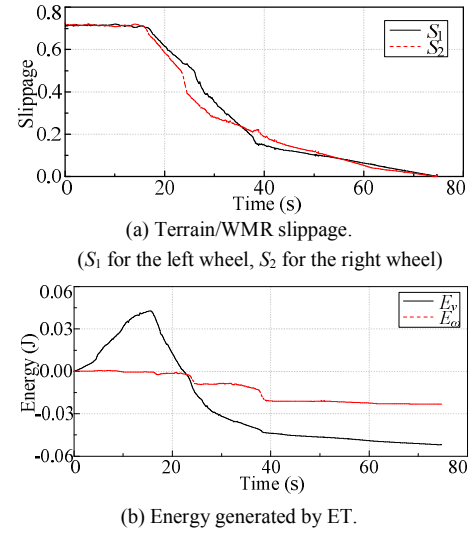 0.8
0.6
0.4
0.2
0.0
Slippage
S1
S2
0 20 40 60 80
Time (s)
(a) Terrain/WMR slippage.
(S1 for the left wheel, S2 for the right wheel)
0.06
0.03
0.00
-0.03
-0.06
Energy (J)
Ev
Eω
0 20 40 60 80
Time (s)
(b) Energy generated by ET.